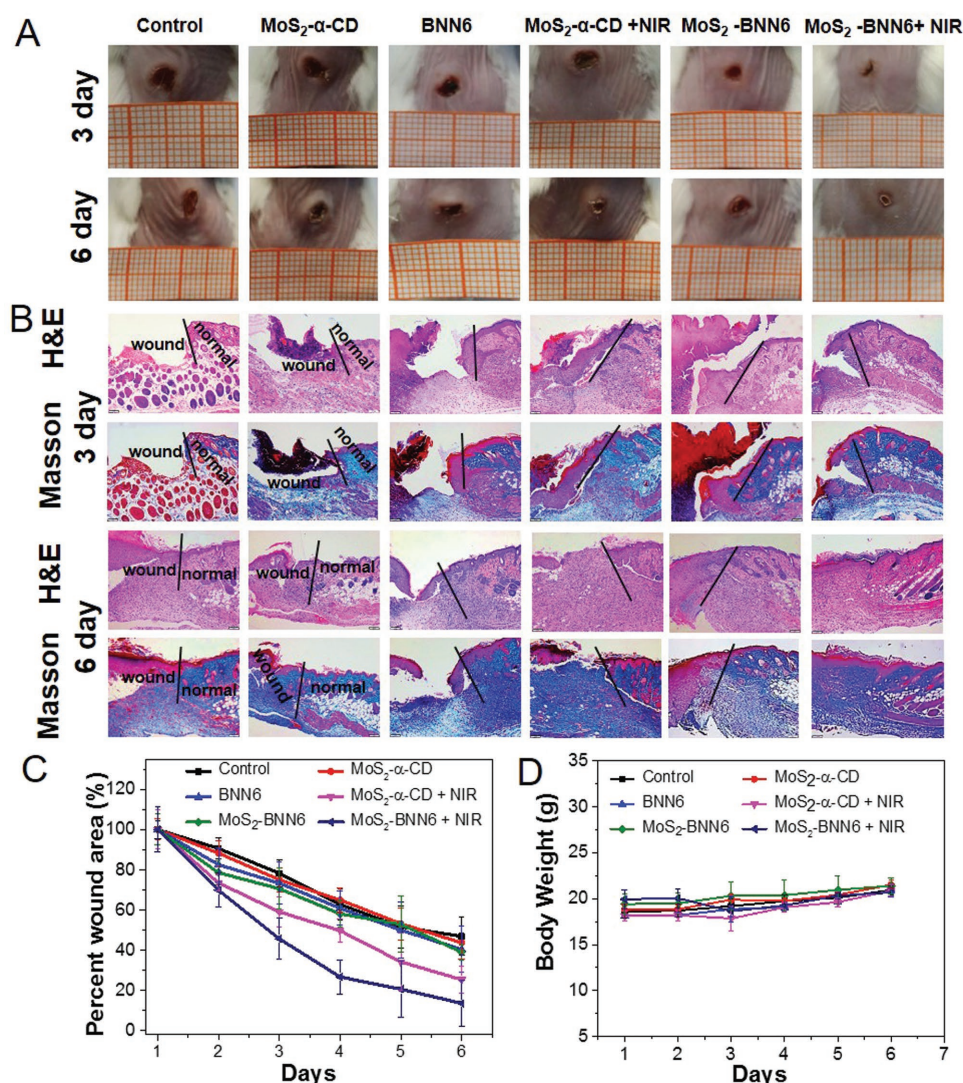 A
Control
MoS2-α-CD
BNN6
MoS2-α-CD +NIR
MoS2 -BNN6
MoS2 -BNN6+ NIR
3 day
6 day
B
H&E
wound
normal
wound
normal
Masson
3 day
wound
normal
wound
normal
H&E
wound
normal
wound
normal
Masson
6 day
wound
normal
wound
normal
C
Percent wound area (%)
120
100
80
60
40
20
0
Control
MoS2-α-CD
BNN6
MoS2-α-CD + NIR
MoS2-BNN6
MoS2-BNN6 + NIR
1 2 3 4 5 6
Days
D
Body Weight (g)
35
30
25
20
15
10
5
Control
MoS2-α-CD
BNN6
MoS2-α-CD + NIR
MoS2-BNN6
MoS2-BNN6 + NIR
1 2 3 4 5 6 7
Days